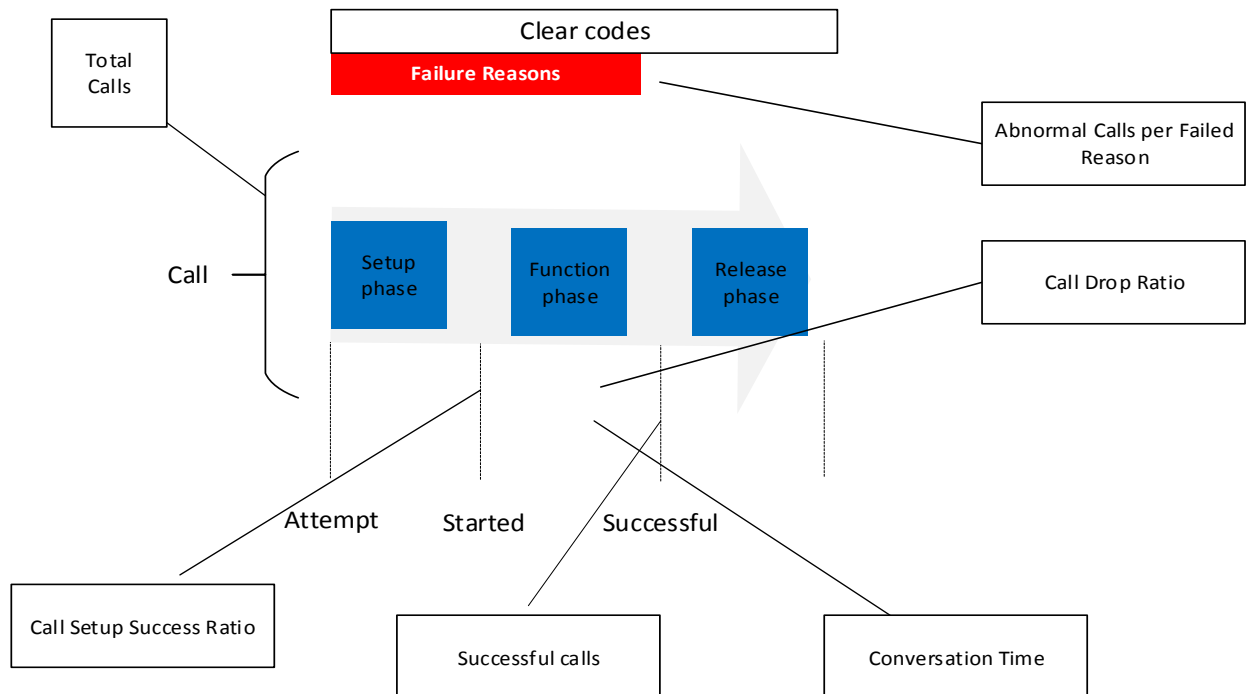 Clear codes
Total
Calls
Failure Reasons
Abnormal Calls per Failed
Reason
Call
Setup
phase
Function
phase
Release
phase
Call Drop Ratio
Attempt
Started
Successful
Call Setup Success Ratio
Successful calls
Conversation Time